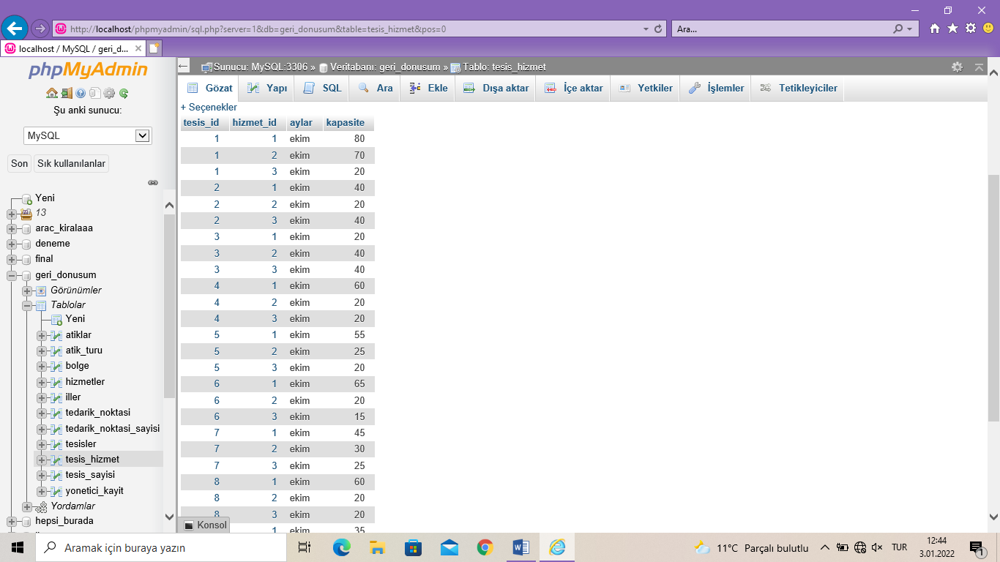 http://localhost/phpmyadmin/sql.php?server=1&db=geri_donusum&table=tesis_hizmet&pos=0
Ara...
localhost / MySQL / geri_d...
phpMyAdmin
Şu anki sunucu:
MySQL
Son
Sık kullanılanlar
Yeni
13
arac_kiralaaa
deneme
final
geri_donusum
Görünümler
Tablolar
Yeni
atiklar
atik_turu
bolge
hizmetler
iller
tedarik_noktasi
tedarik_noktasi_sayisi
tesisler
tesis_hizmet
tesis_sayisi
yonetici_kayit
Yordamlar
hepsi_burada
Sunucu: MySQL:3306 » Veritabanı: geri_donusum » Tablo: tesis_hizmet
Gözat Yapı SQL Ara Ekle Dışa aktar İçe aktar Yetkiler İşlemler Tetikleyiciler
+ Seçenekler
tesis_id hizmet_id aylar kapasite
1 1 ekim 80
1 2 ekim 70
1 3 ekim 20
2 1 ekim 40
2 2 ekim 20
2 3 ekim 40
3 1 ekim 20
3 2 ekim 40
3 3 ekim 40
4 1 ekim 60
4 2 ekim 20
4 3 ekim 20
5 1 ekim 55
5 2 ekim 25
5 3 ekim 20
6 1 ekim 65
6 2 ekim 20
6 3 ekim 15
7 1 ekim 45
7 2 ekim 30
7 3 ekim 25
8 1 ekim 60
8 2 ekim 20
8 3 ekim 20
1 ekim 35
Konsol
Aramak için buraya yazın
11°C Parçalı bulutlu
TUR
12:44
3.01.2022
1